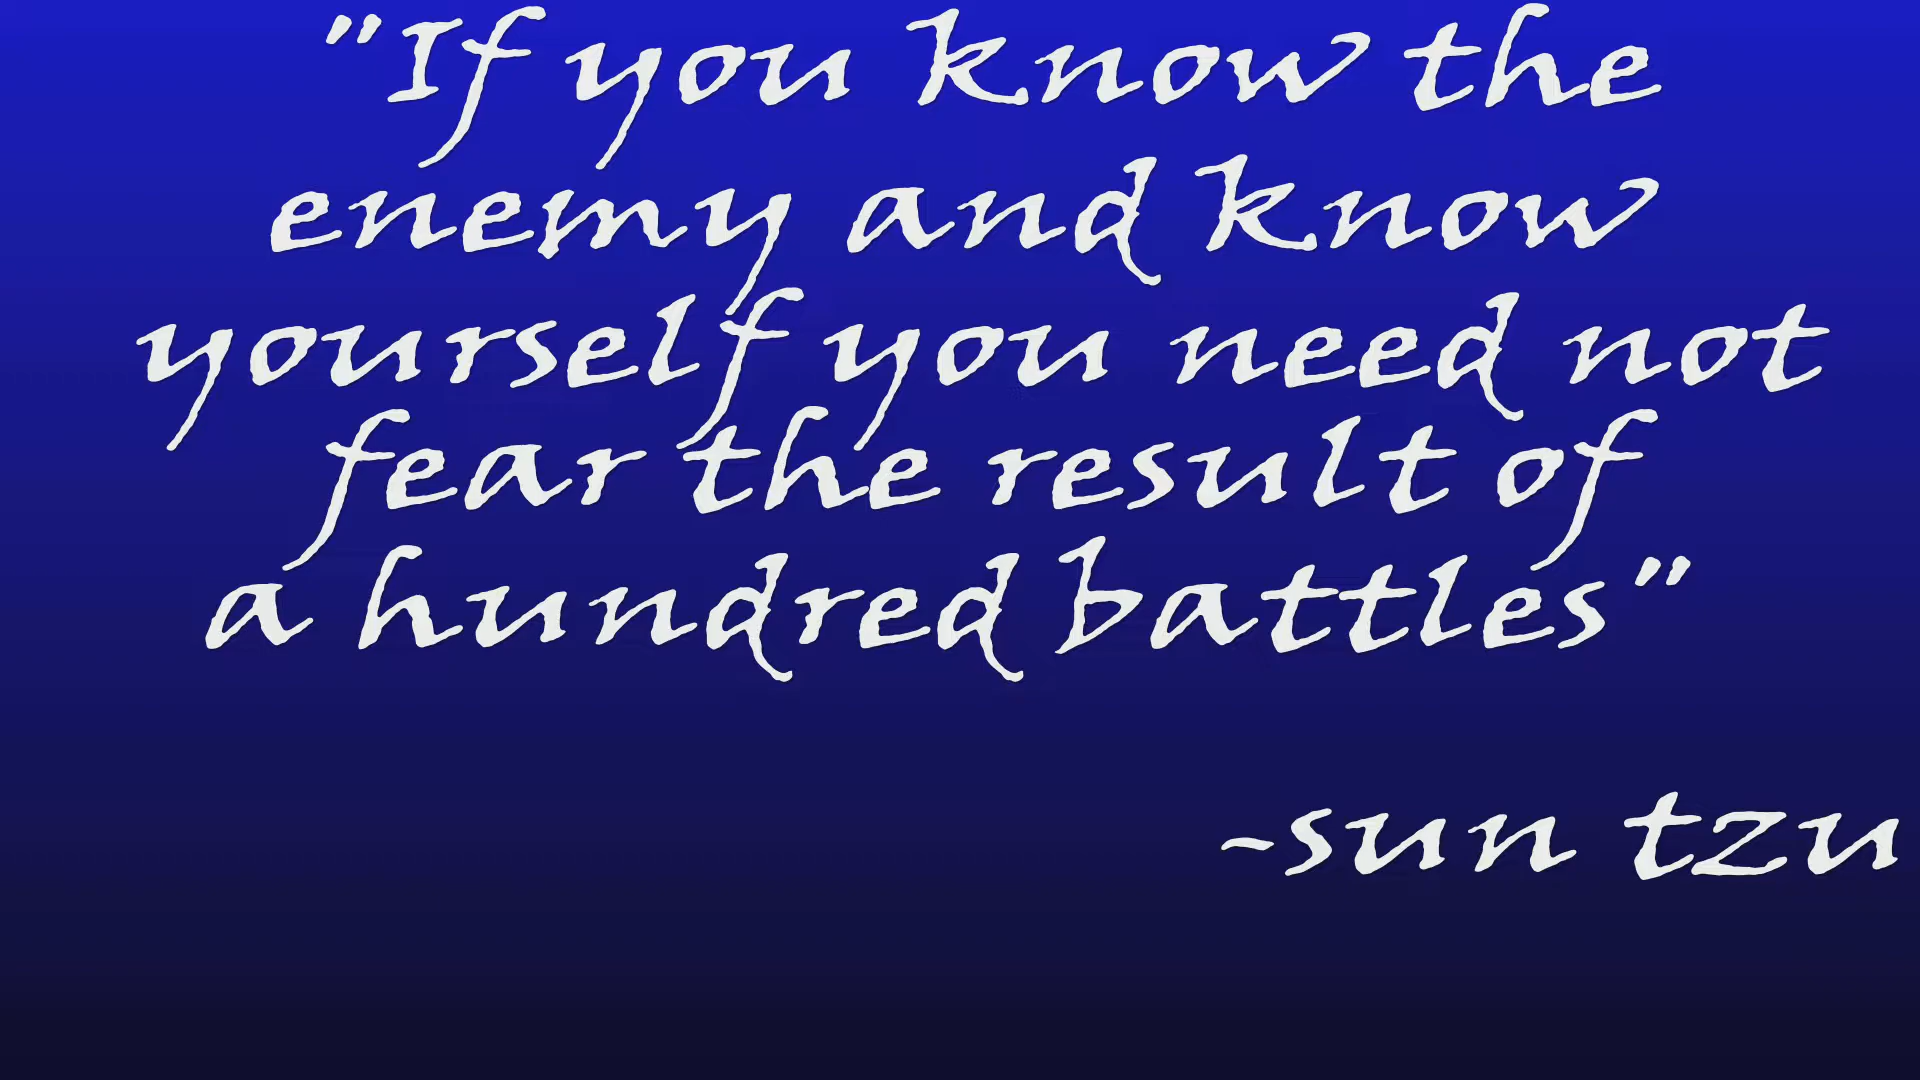 "If you know the
enemy and know
yourself you need not
fear the result of
a hundred battles"
~sun tzu